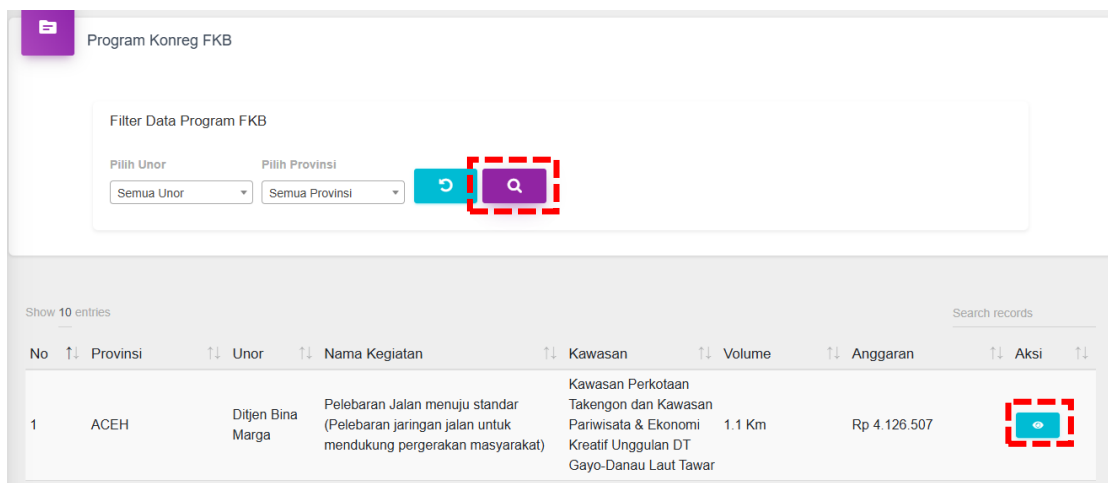 Program Konreg FKB
Filter Data Program FKB
Pilih Unor Pilih Provinsi
Semua Unor Semua Provinsi
Show 10 entries Search records
No Provinsi Unor Nama Kegiatan Kawasan Volume Anggaran Aksi
Kawasan Perkotaan
Takengon dan Kawasan
Pariwisata & Ekonomi
Kreatif Unggulan DT
Gayo-Danau Laut Tawar
1 ACEH
Ditjen Bina
Marga
Pelebaran Jalan menuju standar
(Pelebaran jaringan jalan untuk
mendukung pergerakan masyarakat)
1.1 Km
Rp 4.126.507